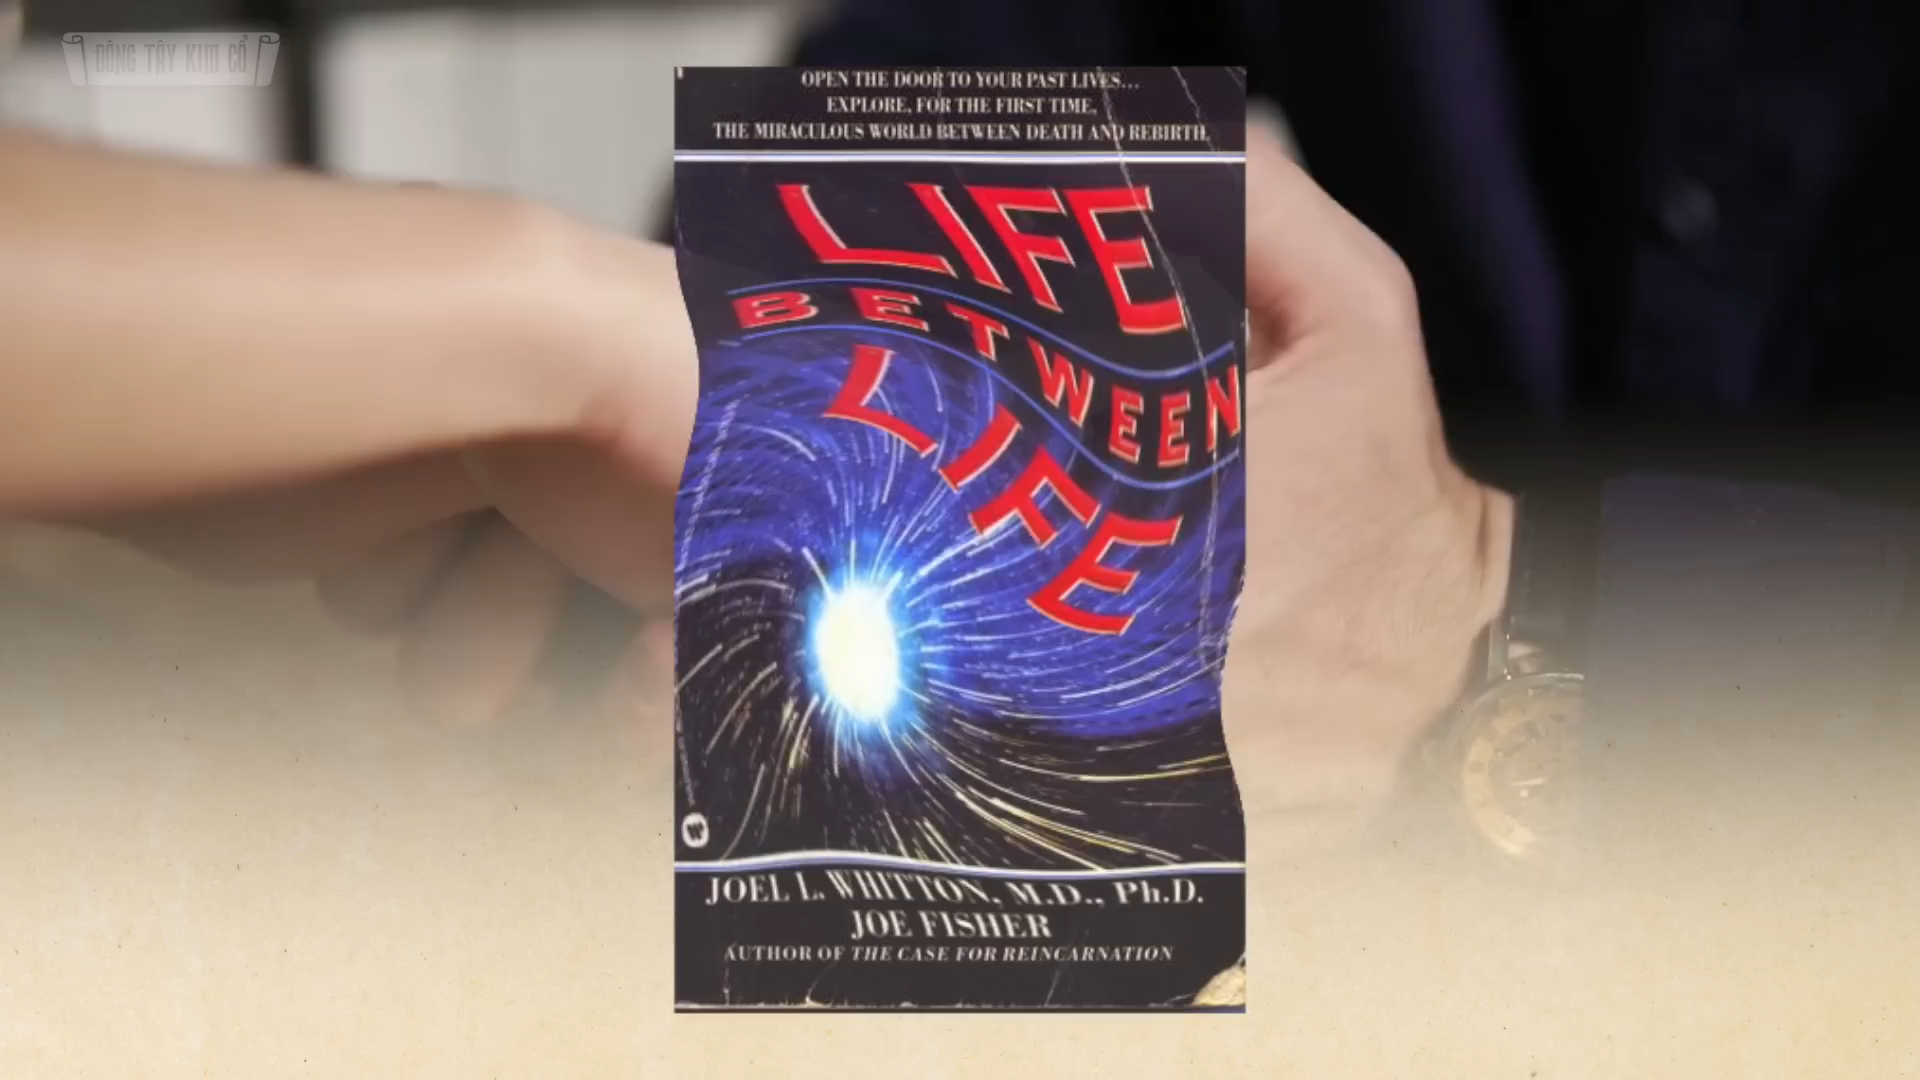 ĐÔNG TÂY KIM CỔ
OPEN THE DOOR TO YOUR PAST LIVES...
EXPLORE, FOR THE FIRST TIME,
THE MIRACULOUS WORLD BETWEEN DEATH AND REBIRTH.
LIFE
BETWEEN
LIFE
JOEL L. WHITTON, M.D., Ph.D.
JOE FISHER
AUTHOR OF THE CASE FOR REINCARNATION